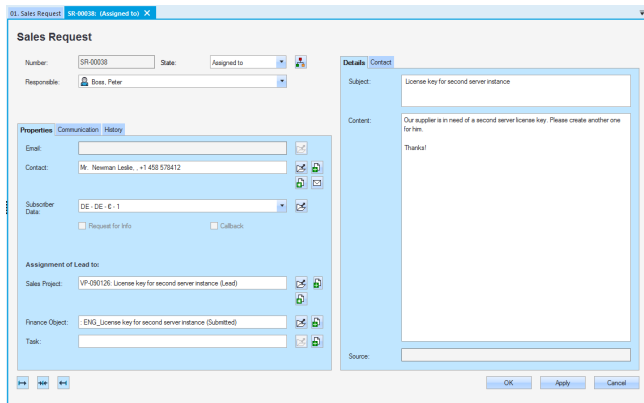 01. Sales Request SR-00038: (Assigned to)
Sales Request
Number: SR-00038 State: Assigned to
Responsible: Boss, Peter
Properties Communication History
Email:
Contact: Mr. Newman Leslie, , +1 458 578412
Subscriber
Data: DE - DE - € - 1
Request for Info Callback
Assignment of Lead to:
Sales Project: VP-090126: License key for second server instance (Lead)
Finance Object: : ENG_License key for second server instance (Submitted)
Task:
Details Contact
Subject: License key for second server instance
Content: Our supplier is in need of a second server license key. Please create another one
for him.
Thanks!
Source:
OK Apply Cancel